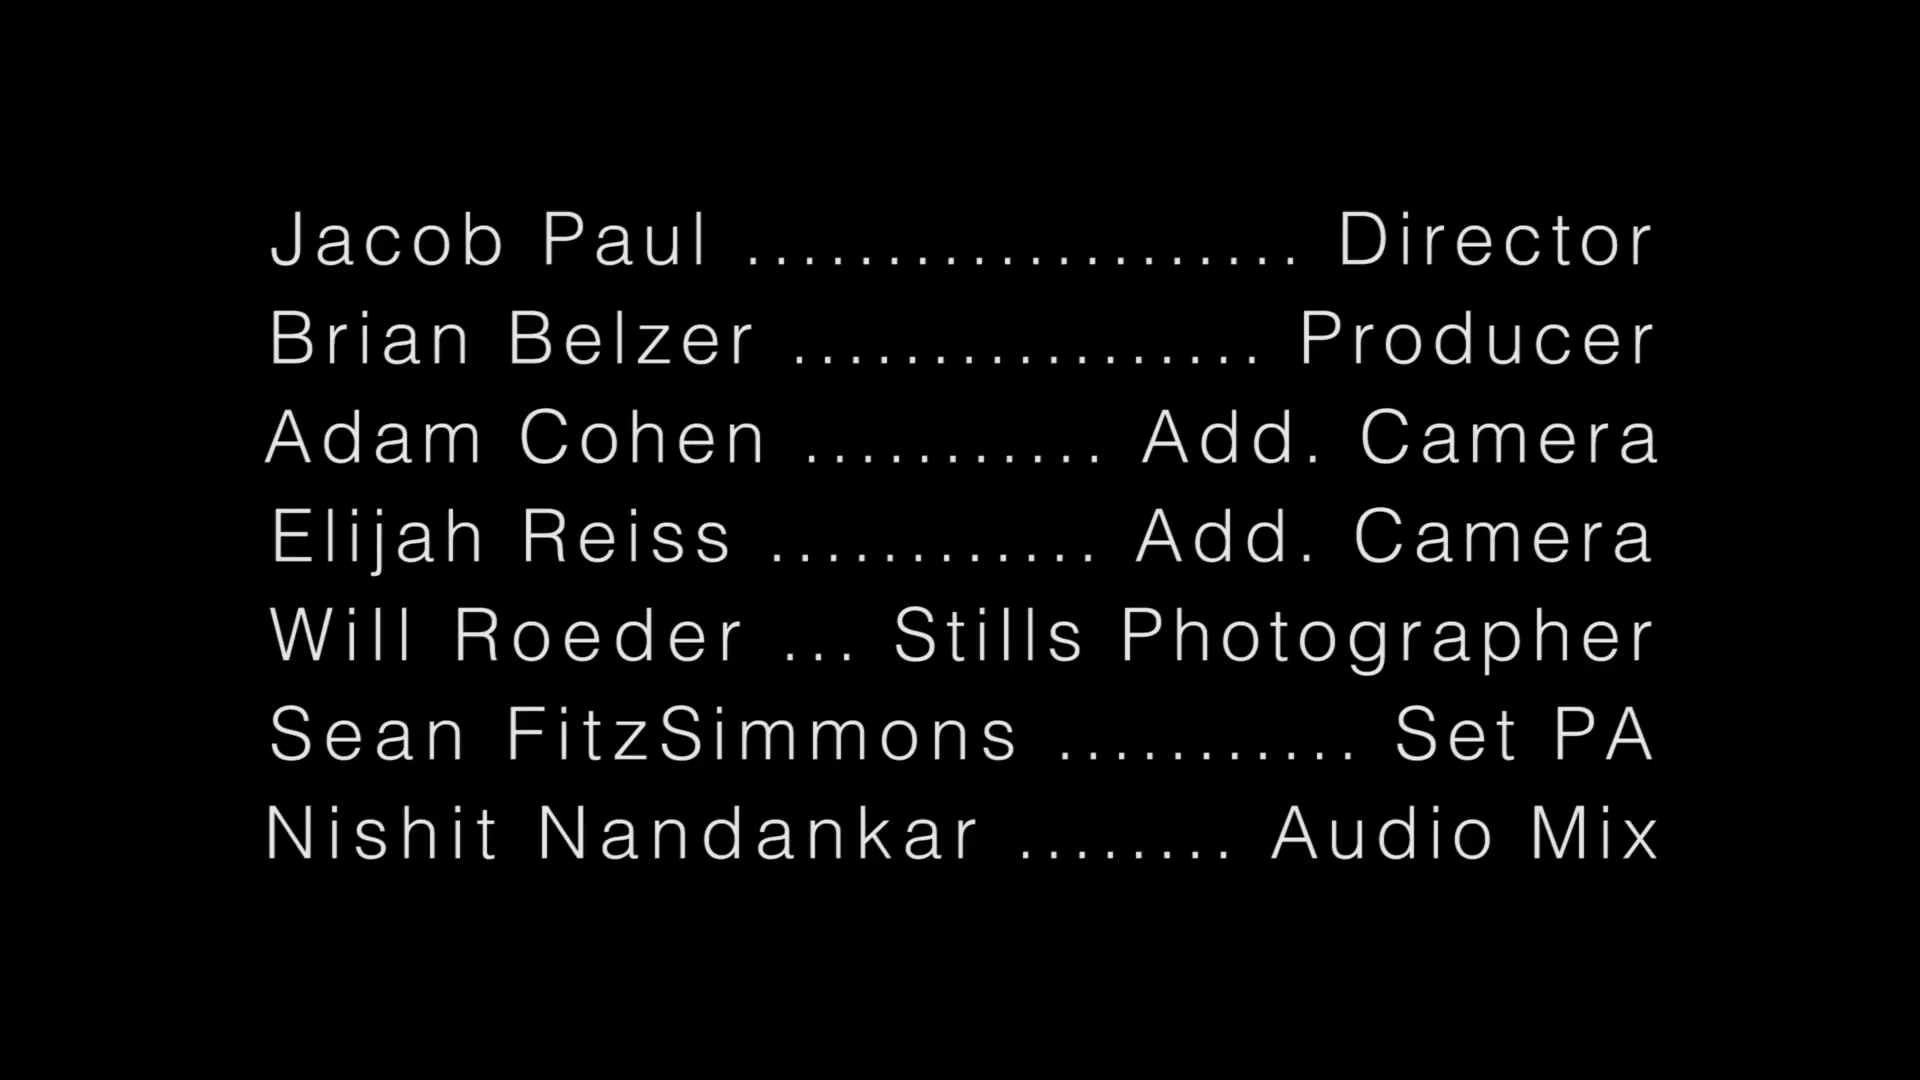 Jacob Paul .................... Director
Brian Belzer ................. Producer
Adam Cohen ........... Add. Camera
Elijah Reiss ............ Add. Camera
Will Roeder ... Stills Photographer
Sean FitzSimmons ........... Set PA
Nishit Nandankar ........ Audio Mix